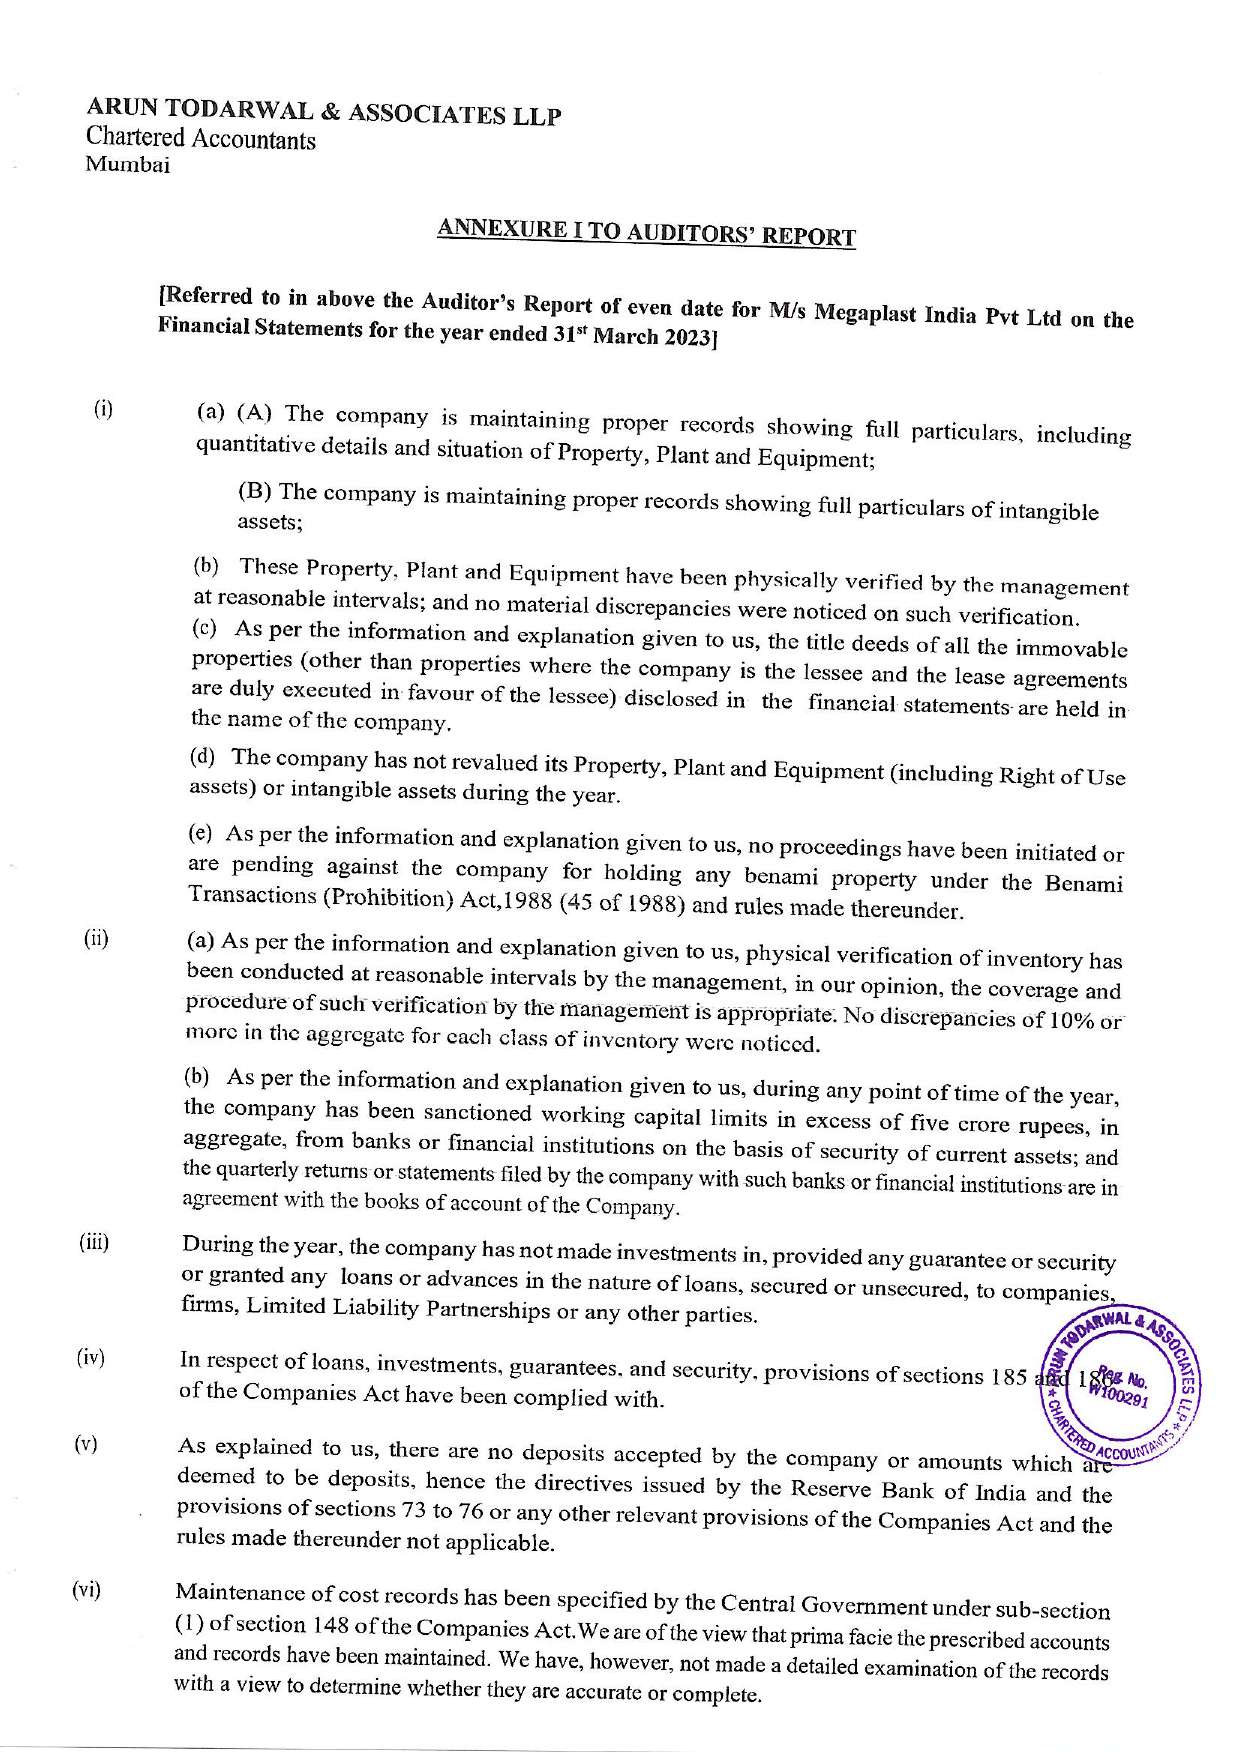 ARUN TODARWAL & ASSOCIATES LLP
Chartered Accountants
Mumbai
ANNEXURE I TO AUDITORS' REPORT
[Referred to in above the Auditor's Report of even date for M/s Megaplast India Pvt Ltd on the
Financial Statements for the year ended 31st March 2023]
(i) (a) (A) The company is maintaining proper records showing full particulars, including
quantitative details and situation of Property, Plant and Equipment;
(B) The company is maintaining proper records showing full particulars of intangible
assets;
(b) These Property, Plant and Equipment have been physically verified by the management
at reasonable intervals; and no material discrepancies were noticed on such verification.
(c) As per the information and explanation given to us, the title deeds of all the immovable
properties (other than properties where the company is the lessee and the lease agreements
are duly executed in favour of the lessee) disclosed in the financial statements are held in
the name of the company.
(d) The company has not revalued its Property, Plant and Equipment (including Right of Use
assets) or intangible assets during the year.
(e) As per the information and explanation given to us, no proceedings have been initiated or
are pending against the company for holding any benami property under the Benami
Transactions (Prohibition) Act,1988 (45 of 1988) and rules made thereunder.
(ii) (a) As per the information and explanation given to us, physical verification of inventory has
been conducted at reasonable intervals by the management, in our opinion, the coverage and
procedure of such verification by the management is appropriate. No discrepancies of 10% or
more in the aggregate for each class of inventory were noticed.
(b) As per the information and explanation given to us, during any point of time of the year,
the company has been sanctioned working capital limits in excess of five crore rupees, in
aggregate, from banks or financial institutions on the basis of security of current assets; and
the quarterly returns or statements filed by the company with such banks or financial institutions are in
agreement with the books of account of the Company.
(iii) During the year, the company has not made investments in, provided any guarantee or security
or granted any loans or advances in the nature of loans, secured or unsecured, to companies,
firms, Limited Liability Partnerships or any other parties.
(iv) In respect of loans, investments, guarantees, and security, provisions of sections 185 and 186
of the Companies Act have been complied with.
ARUN TODARWAL & ASSOCIATES LLP
★ CHARTERED ACCOUNTANTS ★
Reg No.
W100291
(v) As explained to us, there are no deposits accepted by the company or amounts which are
deemed to be deposits, hence the directives issued by the Reserve Bank of India and the
provisions of sections 73 to 76 or any other relevant provisions of the Companies Act and the
rules made thereunder not applicable.
(vi) Maintenance of cost records has been specified by the Central Government under sub-section
(1) of section 148 of the Companies Act.We are of the view that prima facie the prescribed accounts
and records have been maintained. We have, however, not made a detailed examination of the records
with a view to determine whether they are accurate or complete.